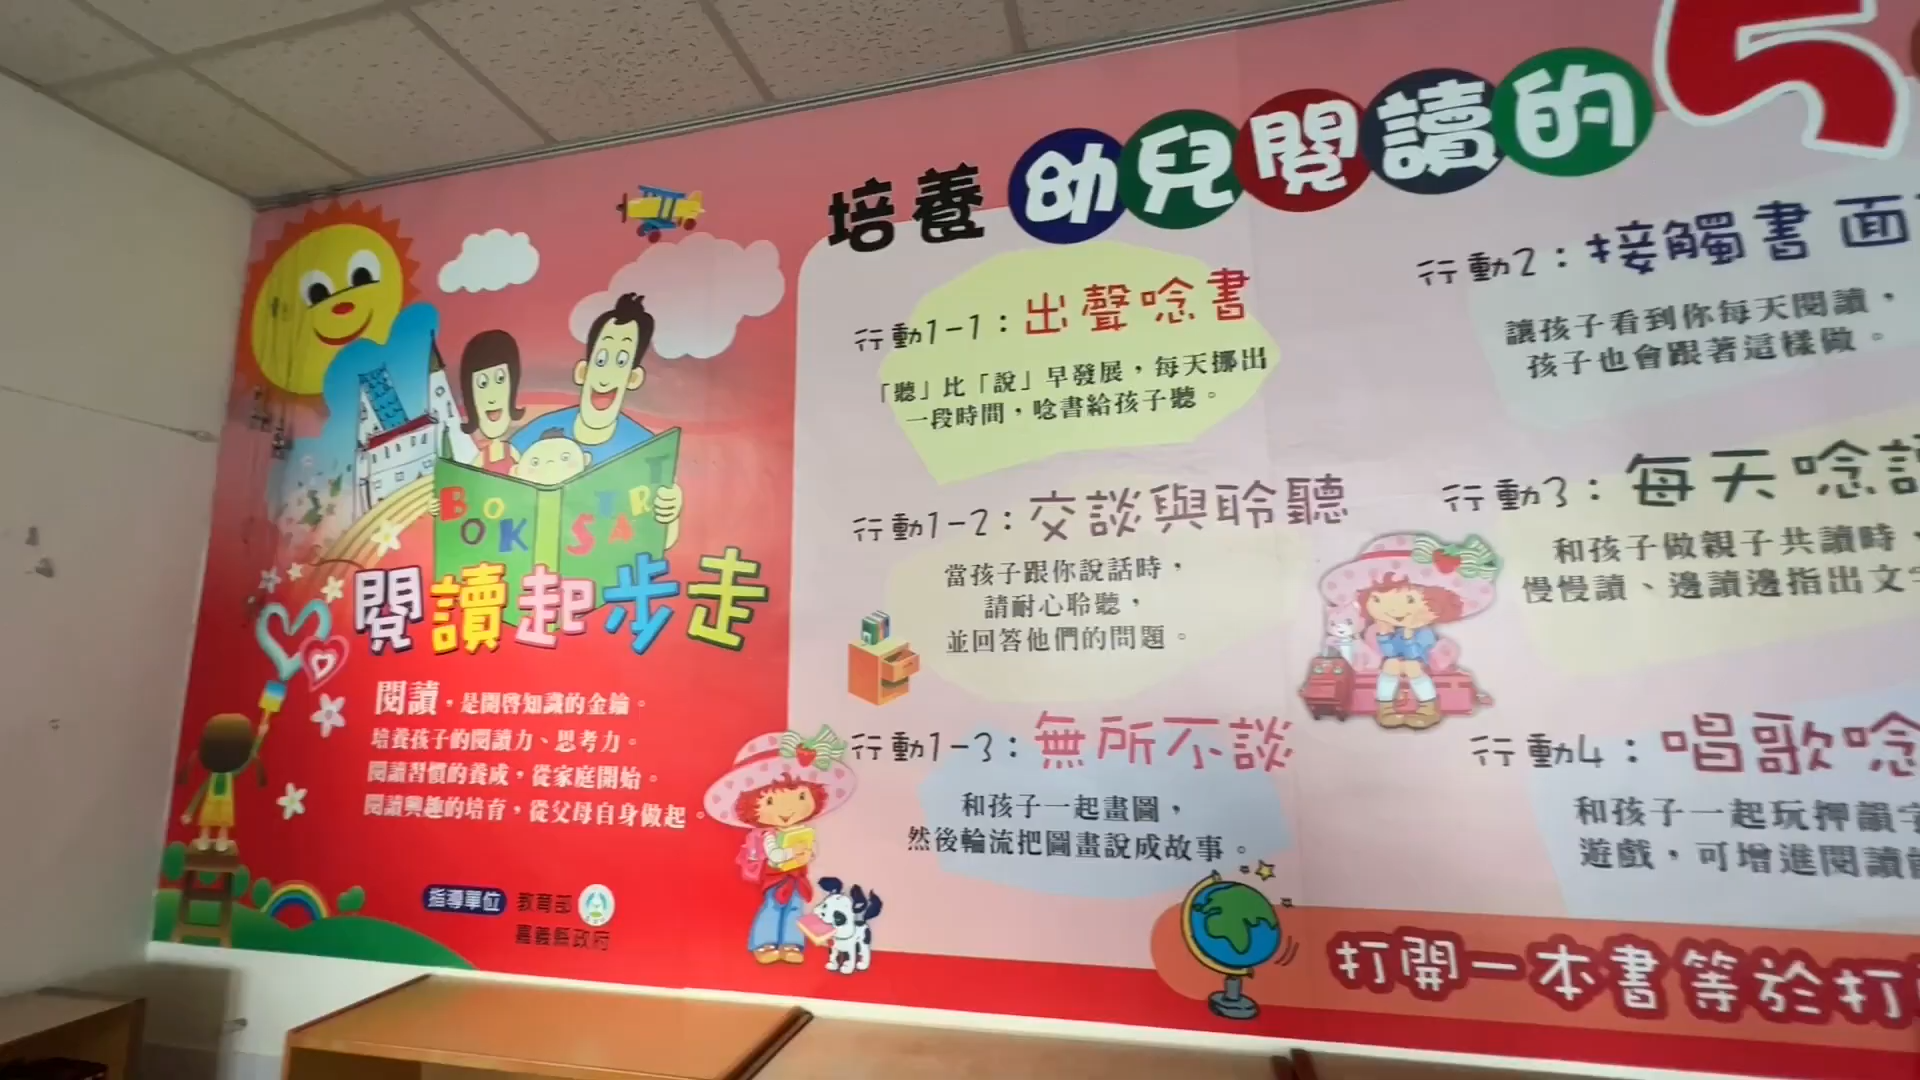 培養幼兒閱讀的5
BOOK START
閱讀起步走
閱讀，是開啓知識的金鑰。
培養孩子的閱讀力、思考力。
閱讀習慣的養成，從家庭開始。
閱讀興趣的培育，從父母自身做起。
指導單位 教育部
嘉義縣政府
行動1-1：出聲唸書
「聽」比「說」早發展，每天挪出
一段時間，唸書給孩子聽。
行動1-2：交談與聆聽
當孩子跟你說話時，
請耐心聆聽，
並回答他們的問題。
行動1-3：無所不談
和孩子一起畫圖，
然後輪流把圖畫說成故事。
行動2：接觸書面
讓孩子看到你每天閱讀，
孩子也會跟著這樣做。
行動3：每天唸
和孩子做親子共讀時，
慢慢讀、邊讀邊指出文
行動4：唱歌唸
和孩子一起玩押韻字
遊戲，可增進閱讀
打開一本書等於打